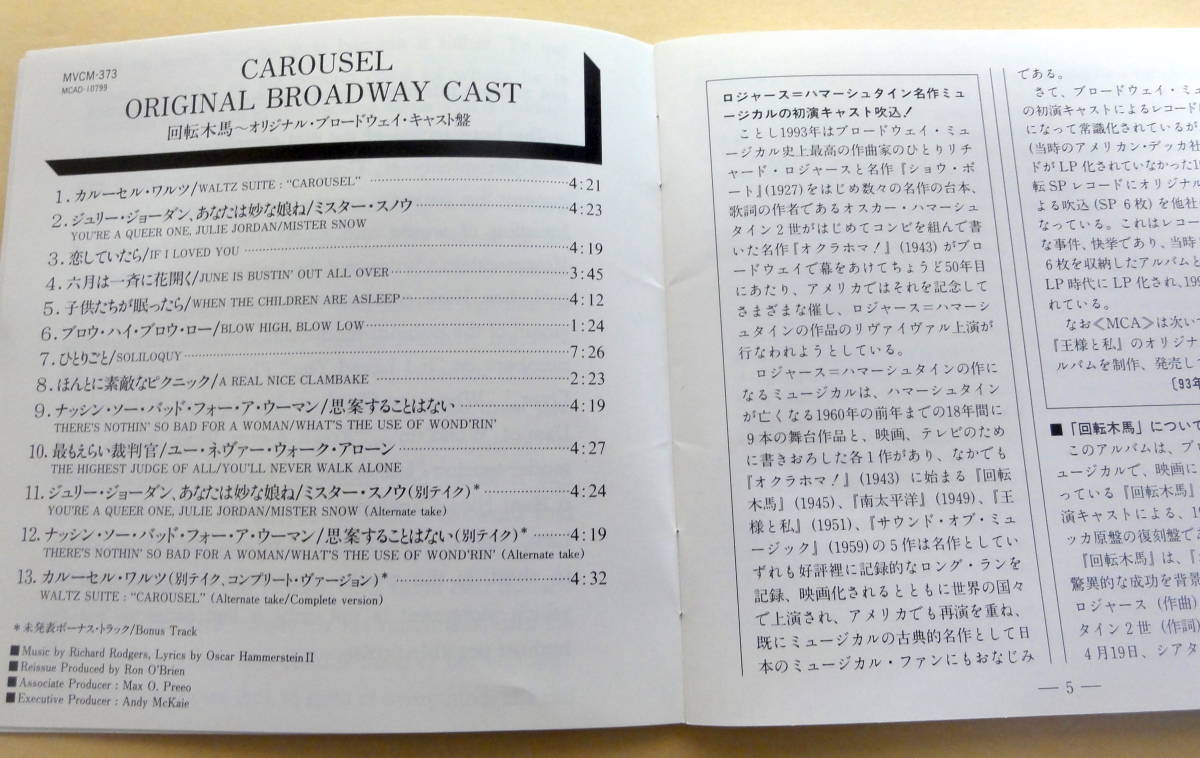 MVCM-373
MCAD-10799
CAROUSEL
ORIGINAL BROADWAY CAST
回転木馬～オリジナル・ブロードウェイ・キャスト盤
1. カルーセル・ワルツ/WALTZ SUITE : "CAROUSEL" 4:21
2. ジュリー・ジョーダン、あなたは妙な娘ね/ミスター・スノウ 4:23
YOU'RE A QUEER ONE, JULIE JORDAN/MISTER SNOW
3. 恋していたら/IF I LOVED YOU 4:19
4. 六月は一斉に花開く/JUNE IS BUSTIN' OUT ALL OVER 3:45
5. 子供たちが眠ったら/WHEN THE CHILDREN ARE ASLEEP 4:12
6. ブロウ・ハイ・ブロウ・ロー/BLOW HIGH, BLOW LOW 1:24
7. ひとりごと/SOLILOQUY 7:26
8. ほんとに素敵なピクニック/A REAL NICE CLAMBAKE 2:23
9. ナッシン・ソー・バッド・フォー・ア・ウーマン/思案することはない 4:19
THERE'S NOTHIN' SO BAD FOR A WOMAN/WHAT'S THE USE OF WOND'RIN'
10. 最もえらい裁判官/ユー・ネヴァー・ウォーク・アローン 4:27
THE HIGHEST JUDGE OF ALL/YOU'LL NEVER WALK ALONE
11. ジュリー・ジョーダン、あなたは妙な娘ね/ミスター・スノウ(別テイク)* 4:24
YOU'RE A QUEER ONE, JULIE JORDAN/MISTER SNOW (Alternate take)
12. ナッシン・ソー・バッド・フォー・ア・ウーマン/思案することはない(別テイク)* 4:19
THERE'S NOTHIN' SO BAD FOR A WOMAN/WHAT'S THE USE OF WOND'RIN' (Alternate take)
13. カルーセル・ワルツ(別テイク、コンプリート・ヴァージョン)* 4:32
WALTZ SUITE : "CAROUSEL" (Alternate take/Complete version)
*未発表ボーナス・トラック/Bonus Track
■Music by Richard Rodgers, Lyrics by Oscar Hammerstein II
■Reissue Produced by Ron O'Brien
■Associate Producer : Max O. Preeo
■Executive Producer : Andy McKaie
ロジャース=ハマーシュタイン名作ミュ
ージカルの初演キャスト吹込!
ことし1993年はブロードウェイ・ミュ
ージカル史上最高の作曲家のひとりリチ
ャード・ロジャースと名作『ショウ・ボ
ート』(1927)をはじめ数々の名作の台本、
歌詞の作者であるオスカー・ハマーシュ
タイン2世がはじめてコンビを組んで書
いた名作『オクラホマ!』(1943)がブロ
ードウェイで幕をあけてちょうど50年目
にあたり、アメリカではそれを記念して
さまざまな催し、ロジャース=ハマーシ
ュタインの作品のリヴァイヴァル上演が
行なわれようとしている。
ロジャース=ハマーシュタインの作に
なるミュージカルは、ハマーシュタイン
が亡くなる1960年の前年までの18年間に
9本の舞台作品と、映画、テレビのため
に書きおろした各1作があり、なかでも
『オクラホマ!』(1943)に始まる『回転
木馬』(1945)、『南太平洋』(1949)、『王
様と私』(1951)、『サウンド・オブ・ミュ
ージック』(1959)の5作は名作としてい
ずれも好評裡に記録的なロング・ランを
記録、映画化されるとともに世界の国々
で上演され、アメリカでも再演を重ね、
既にミュージカルの古典的名作として日
本のミュージカル・ファンにもおなじみ
である。
さて、ブロードウェイ・ミュ
の初演キャストによるレコード
になって常識化されているが
(当時のアメリカン・デッカ社
ドがLP化されていなかった
転SPレコードにオリジナル
よる吹込(SP 6枚)を他社
なっている。これはレコー
な事件、快挙であり、当時
6枚を収納したアルバムと
LP時代にLP化され、199
れている。
なお《MCA》は次いで
『王様と私』のオリジナ
ルバムを制作、発売し
〔93
■「回転木馬」につい
このアルバムは、ブ
ュージカルで、映画に
っている『回転木馬』
演キャストによる、1
ッカ原盤の復刻盤で
『回転木馬』は、『
驚異的な成功を背景
ロジャース(作曲)
タイン2世(作詞)
4月19日、シアタ
— 5 —